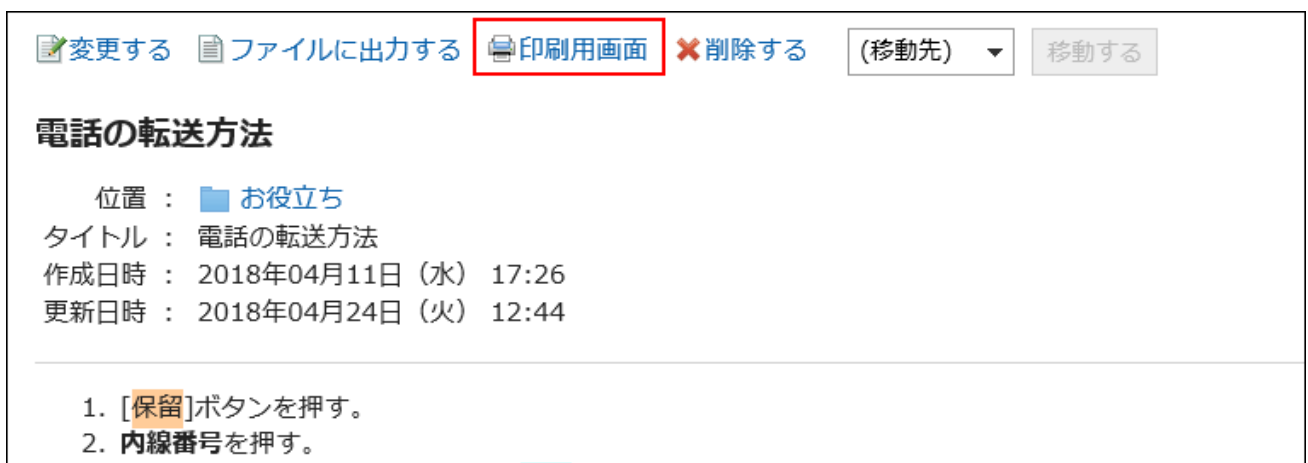 変更する ファイルに出力する 印刷用画面 削除する (移動先) 移動する
電話の転送方法
位置 : お役立ち
タイトル : 電話の転送方法
作成日時 : 2018年04月11日（水） 17:26
更新日時 : 2018年04月24日（火） 12:44
1. [保留]ボタンを押す。
2. 内線番号を押す。